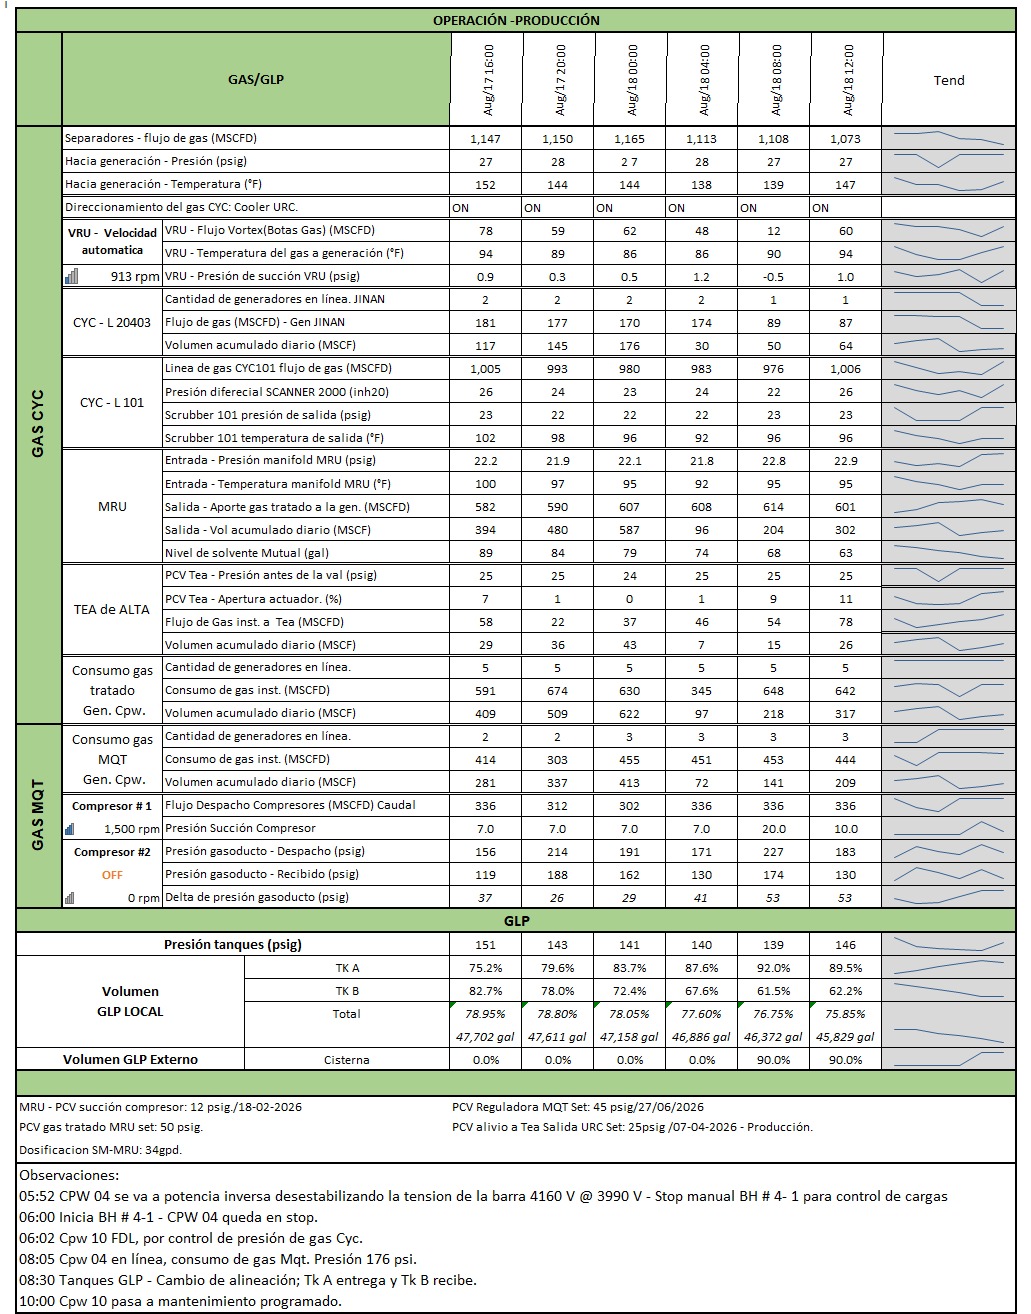 OPERACIÓN -PRODUCCIÓN
GAS/GLP Aug/17 16:00 Aug/17 20:00 Aug/18 00:00 Aug/18 04:00 Aug/18 08:00 Aug/18 12:00 Tend
GAS CYC
Separadores - flujo de gas (MSCFD) 1,147 1,150 1,165 1,113 1,108 1,073
Hacia generación - Presión (psig) 27 28 2 7 28 27 27
Hacia generación - Temperatura (°F) 152 144 144 138 139 147
Direccionamiento del gas CYC: Cooler URC. ON ON ON ON ON ON
VRU - Velocidad automatica
913 rpm
VRU - Flujo Vortex(Botas Gas) (MSCFD) 78 59 62 48 12 60
VRU - Temperatura del gas a generación (°F) 94 89 86 86 90 94
VRU - Presión de succión VRU (psig) 0.9 0.3 0.5 1.2 -0.5 1.0
CYC - L 20403
Cantidad de generadores en línea. JINAN 2 2 2 2 1 1
Flujo de gas (MSCFD) - Gen JINAN 181 177 170 174 89 87
Volumen acumulado diario (MSCF) 117 145 176 30 50 64
CYC - L 101
Linea de gas CYC101 flujo de gas (MSCFD) 1,005 993 980 983 976 1,006
Presión diferecial SCANNER 2000 (inh20) 26 24 23 24 22 26
Scrubber 101 presión de salida (psig) 23 22 22 22 23 23
Scrubber 101 temperatura de salida (°F) 102 98 96 92 96 96
MRU
Entrada - Presión manifold MRU (psig) 22.2 21.9 22.1 21.8 22.8 22.9
Entrada - Temperatura manifold MRU (°F) 100 97 95 92 95 95
Salida - Aporte gas tratado a la gen. (MSCFD) 582 590 607 608 614 601
Salida - Vol acumulado diario (MSCF) 394 480 587 96 204 302
Nivel de solvente Mutual (gal) 89 84 79 74 68 63
TEA de ALTA
PCV Tea - Presión antes de la val (psig) 25 25 24 25 25 25
PCV Tea - Apertura actuador. (%) 7 1 0 1 9 11
Flujo de Gas inst. a Tea (MSCFD) 58 22 37 46 54 78
Volumen acumulado diario (MSCF) 29 36 43 7 15 26
Consumo gas
tratado
Gen. Cpw.
Cantidad de generadores en línea. 5 5 5 5 5 5
Consumo de gas inst. (MSCFD) 591 674 630 345 648 642
Volumen acumulado diario (MSCF) 409 509 622 97 218 317
GAS MQT
Consumo gas
MQT
Gen. Cpw.
Cantidad de generadores en línea. 2 2 3 3 3 3
Consumo de gas inst. (MSCFD) 414 303 455 451 453 444
Volumen acumulado diario (MSCF) 281 337 413 72 141 209
Compresor # 1
1,500 rpm
Flujo Despacho Compresores (MSCFD) Caudal 336 312 302 336 336 336
Presión Succión Compresor 7.0 7.0 7.0 7.0 20.0 10.0
Compresor #2
OFF
0 rpm
Presión gasoducto - Despacho (psig) 156 214 191 171 227 183
Presión gasoducto - Recibido (psig) 119 188 162 130 174 130
Delta de presión gasoducto (psig) 37 26 29 41 53 53
GLP
Presión tanques (psig) 151 143 141 140 139 146
Volumen
GLP LOCAL
TK A 75.2% 79.6% 83.7% 87.6% 92.0% 89.5%
TK B 82.7% 78.0% 72.4% 67.6% 61.5% 62.2%
Total 78.95% 78.80% 78.05% 77.60% 76.75% 75.85%
47,702 gal 47,611 gal 47,158 gal 46,886 gal 46,372 gal 45,829 gal
Volumen GLP Externo Cisterna 0.0% 0.0% 0.0% 0.0% 90.0% 90.0%
MRU - PCV succión compresor: 12 psig./18-02-2026 PCV Reguladora MQT Set: 45 psig/27/06/2026
PCV gas tratado MRU set: 50 psig. PCV alivio a Tea Salida URC Set: 25psig /07-04-2026 - Producción.
Dosificacion SM-MRU: 34gpd.
Observaciones:
05:52 CPW 04 se va a potencia inversa desestabilizando la tension de la barra 4160 V @ 3990 V - Stop manual BH # 4- 1 para control de cargas
06:00 Inicia BH # 4-1 - CPW 04 queda en stop.
06:02 Cpw 10 FDL, por control de presión de gas Cyc.
08:05 Cpw 04 en línea, consumo de gas Mqt. Presión 176 psi.
08:30 Tanques GLP - Cambio de alineación; Tk A entrega y Tk B recibe.
10:00 Cpw 10 pasa a mantenimiento programado.